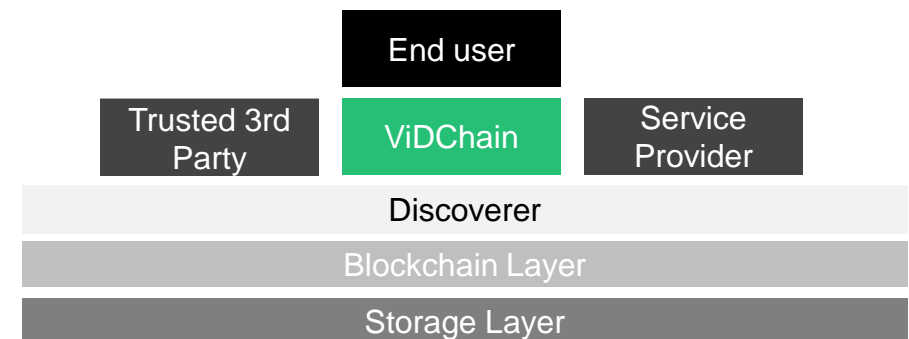 End user
Trusted 3rd
Party
ViDChain
Service
Provider
Discoverer
Blockchain Layer
Storage Layer